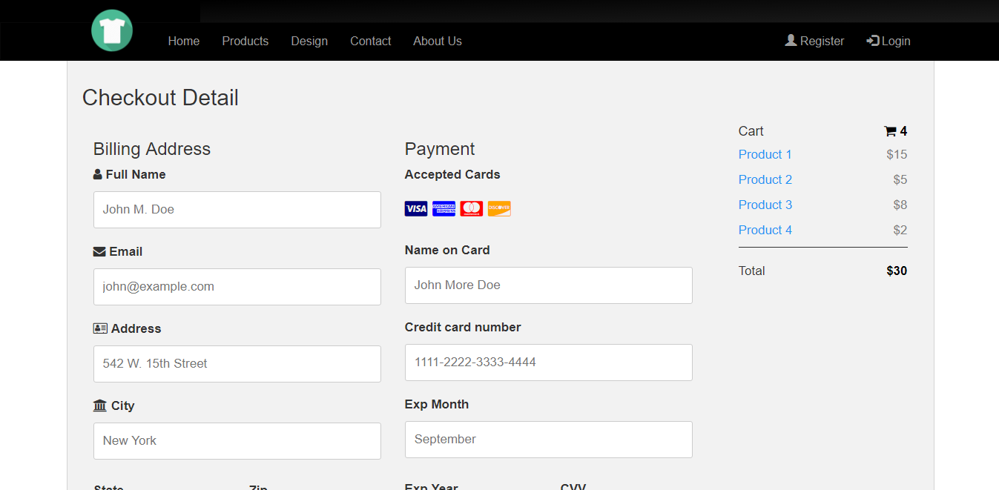 Home Products Design Contact About Us Register Login
Checkout Detail
Billing Address
Full Name
John M. Doe
Email
john@example.com
Address
542 W. 15th Street
City
New York
State Zip
Payment
Accepted Cards
VISA AMERICAN EXPRESS DISCOVER
Name on Card
John More Doe
Credit card number
1111-2222-3333-4444
Exp Month
September
Exp Year CVV
Cart 4
Product 1 $15
Product 2 $5
Product 3 $8
Product 4 $2
Total $30